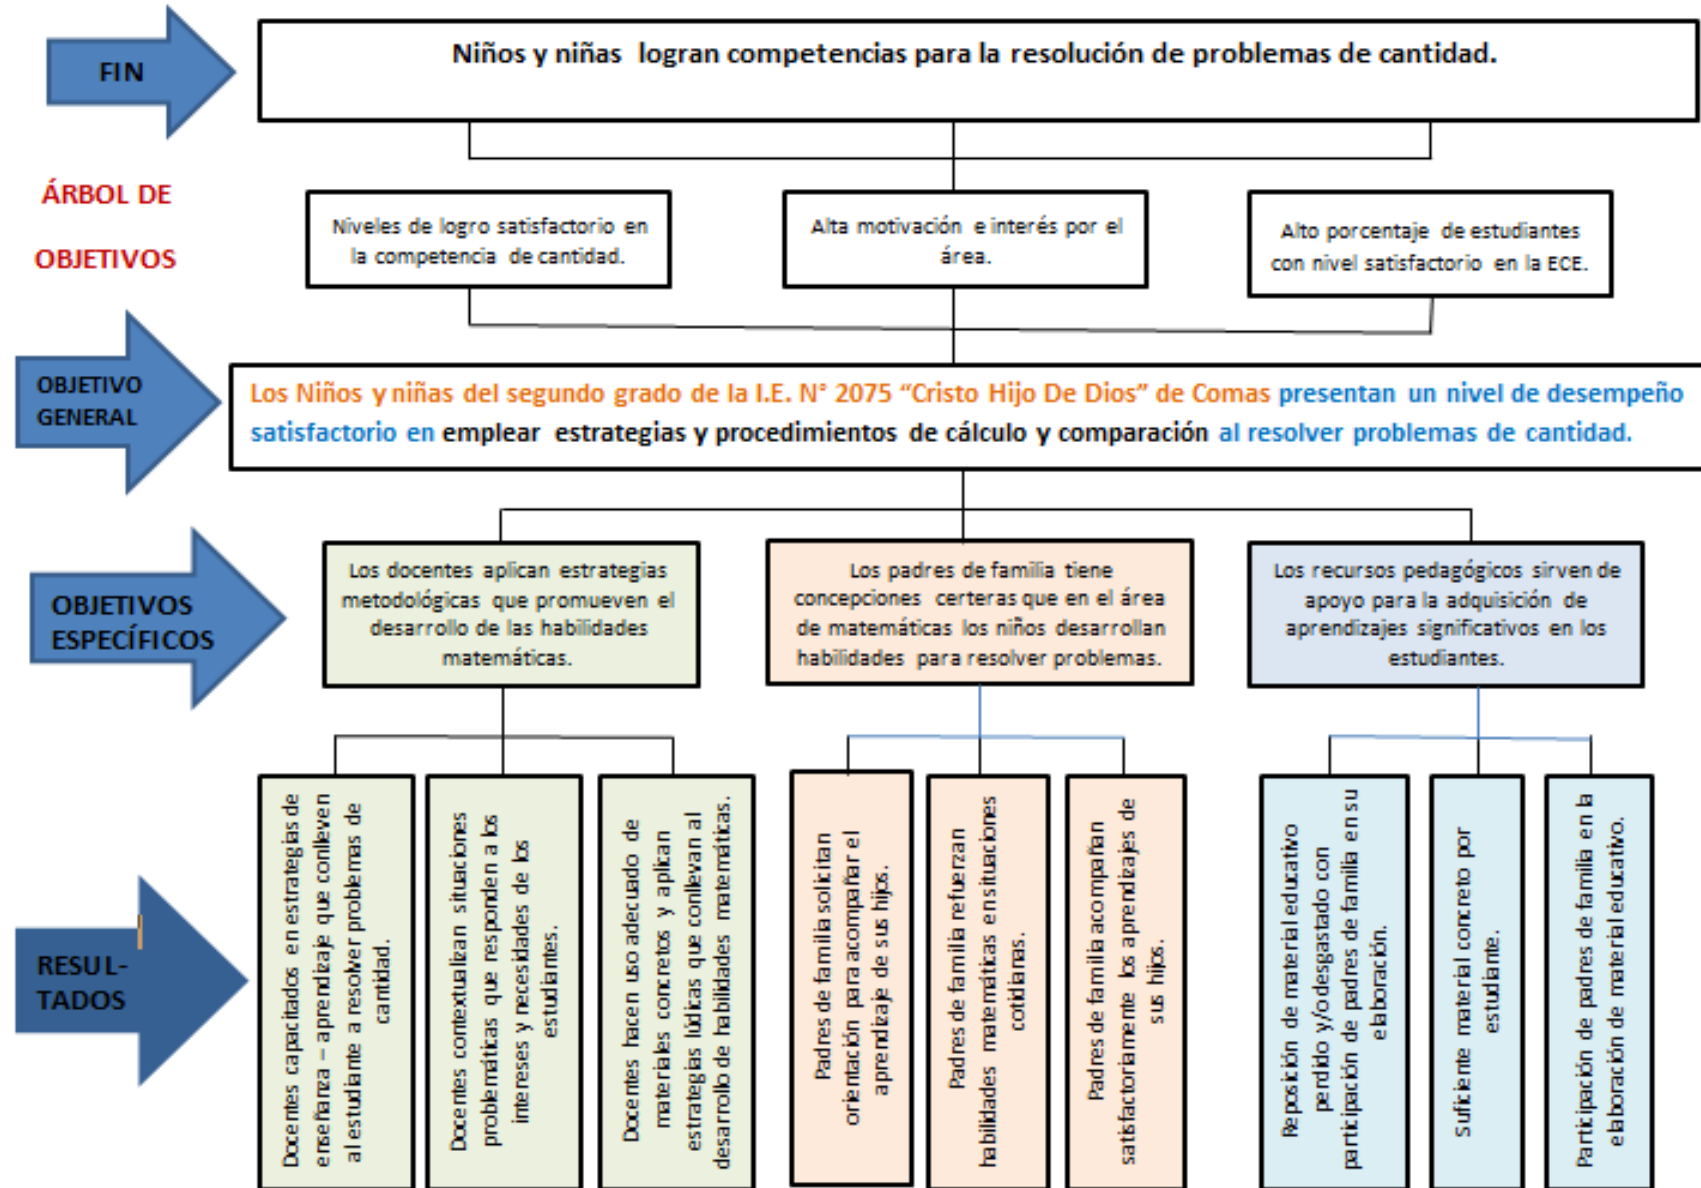 FIN
Niños y niñas logran competencias para la resolución de problemas de cantidad.
ÁRBOL DE
OBJETIVOS
Niveles de logro satisfactorio en
la competencia de cantidad.
Alta motivación e interés por el
área.
Alto porcentaje de estudiantes
con nivel satisfactorio en la ECE.
OBJETIVO
GENERAL
Los Niños y niñas del segundo grado de la I.E. N° 2075 “Cristo Hijo De Dios” de Comas presentan un nivel de desempeño
satisfactorio en emplear estrategias y procedimientos de cálculo y comparación al resolver problemas de cantidad.
OBJETIVOS
ESPECÍFICOS
Los docentes aplican estrategias
metodológicas que promueven el
desarrollo de las habilidades
matemáticas.
Los padres de familia tiene
concepciones certeras que en el área
de matemáticas los niños desarrollan
habilidades para resolver problemas.
Los recursos pedagógicos sirven de
apoyo para la adquisición de
aprendizajes significativos en los
estudiantes.
RESUL-
TADOS
Docentes capacitados en estrategias de
enseñanza – aprendizaje que conlleven
al estudiante a resolver problemas de
cantidad.
Docentes contextualizan situaciones
problemáticas que responden a los
intereses y necesidades de los
estudiantes.
Docentes hacen uso adecuado de
materiales concretos y aplican
estrategias lúdicas que conllevan al
desarrollo de habilidades matemáticas.
Padres de familia solicitan
orientación para acompañar el
aprendizaje de sus hijos.
Padres de familia refuerzan
habilidades matemáticas en situaciones
cotidianas.
Padres de familia acompañan
satisfactoriamente los aprendizajes de
sus hijos.
Reposición de material educativo
perdido y/o desgastado con
participación de padres de familia en su
elaboración.
Suficiente material concreto por
estudiante.
Participación de padres de familia en la
elaboración de material educativo.